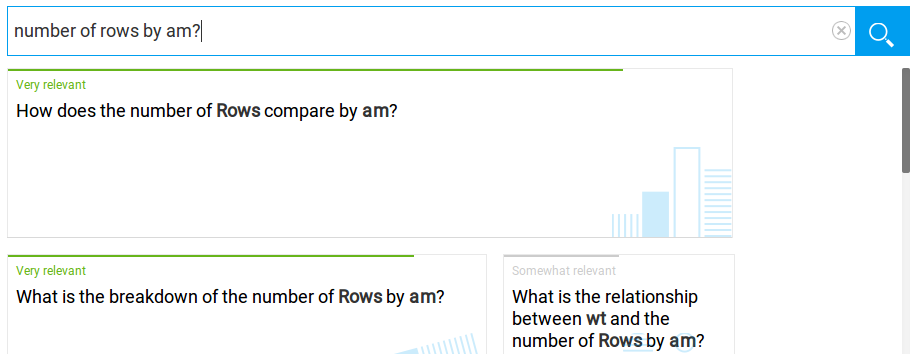 number of rows by am?
Very relevant
How does the number of Rows compare by am?
Very relevant
What is the breakdown of the number of Rows by am?
Somewhat relevant
What is the relationship
between wt and the
number of Rows by am?